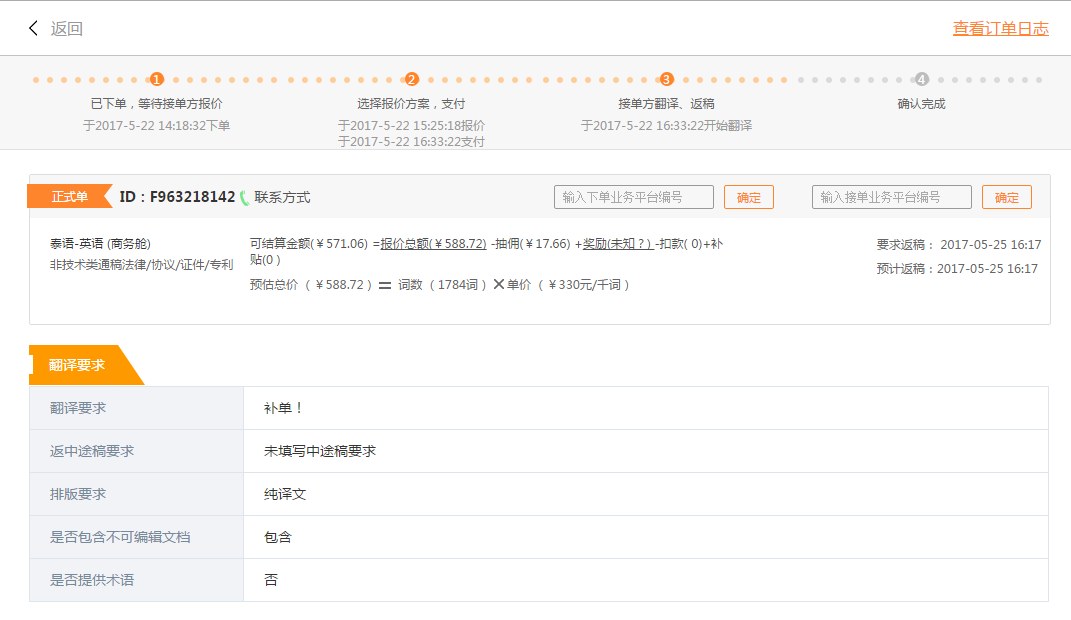 返回
查看订单日志
1
2
3
4
已下单，等待接单方报价
选择报价方案，支付
接单方翻译、返稿
确认完成
于2017-5-22 14:18:32下单
于2017-5-22 15:25:18报价
于2017-5-22 16:33:22开始翻译
于2017-5-22 16:33:22支付
正式单
ID：F963218142
联系方式
输入下单业务平台编号
确定
输入接单业务平台编号
确定
泰语-英语 (商务舱)
非技术类通稿法律/协议/证件/专利
可结算金额(￥571.06) =报价总额(￥588.72) -抽佣(￥17.66) +奖励(未知？) -扣款( 0)+补
贴(0 )
预估总价（￥588.72 ）= 词数（ 1784词 ）×单价（￥330元/千词 ）
要求返稿： 2017-05-25 16:17
预计返稿：2017-05-25 16:17
翻译要求
翻译要求
补单！
返中途稿要求
未填写中途稿要求
排版要求
纯译文
是否包含不可编辑文档
包含
是否提供术语
否